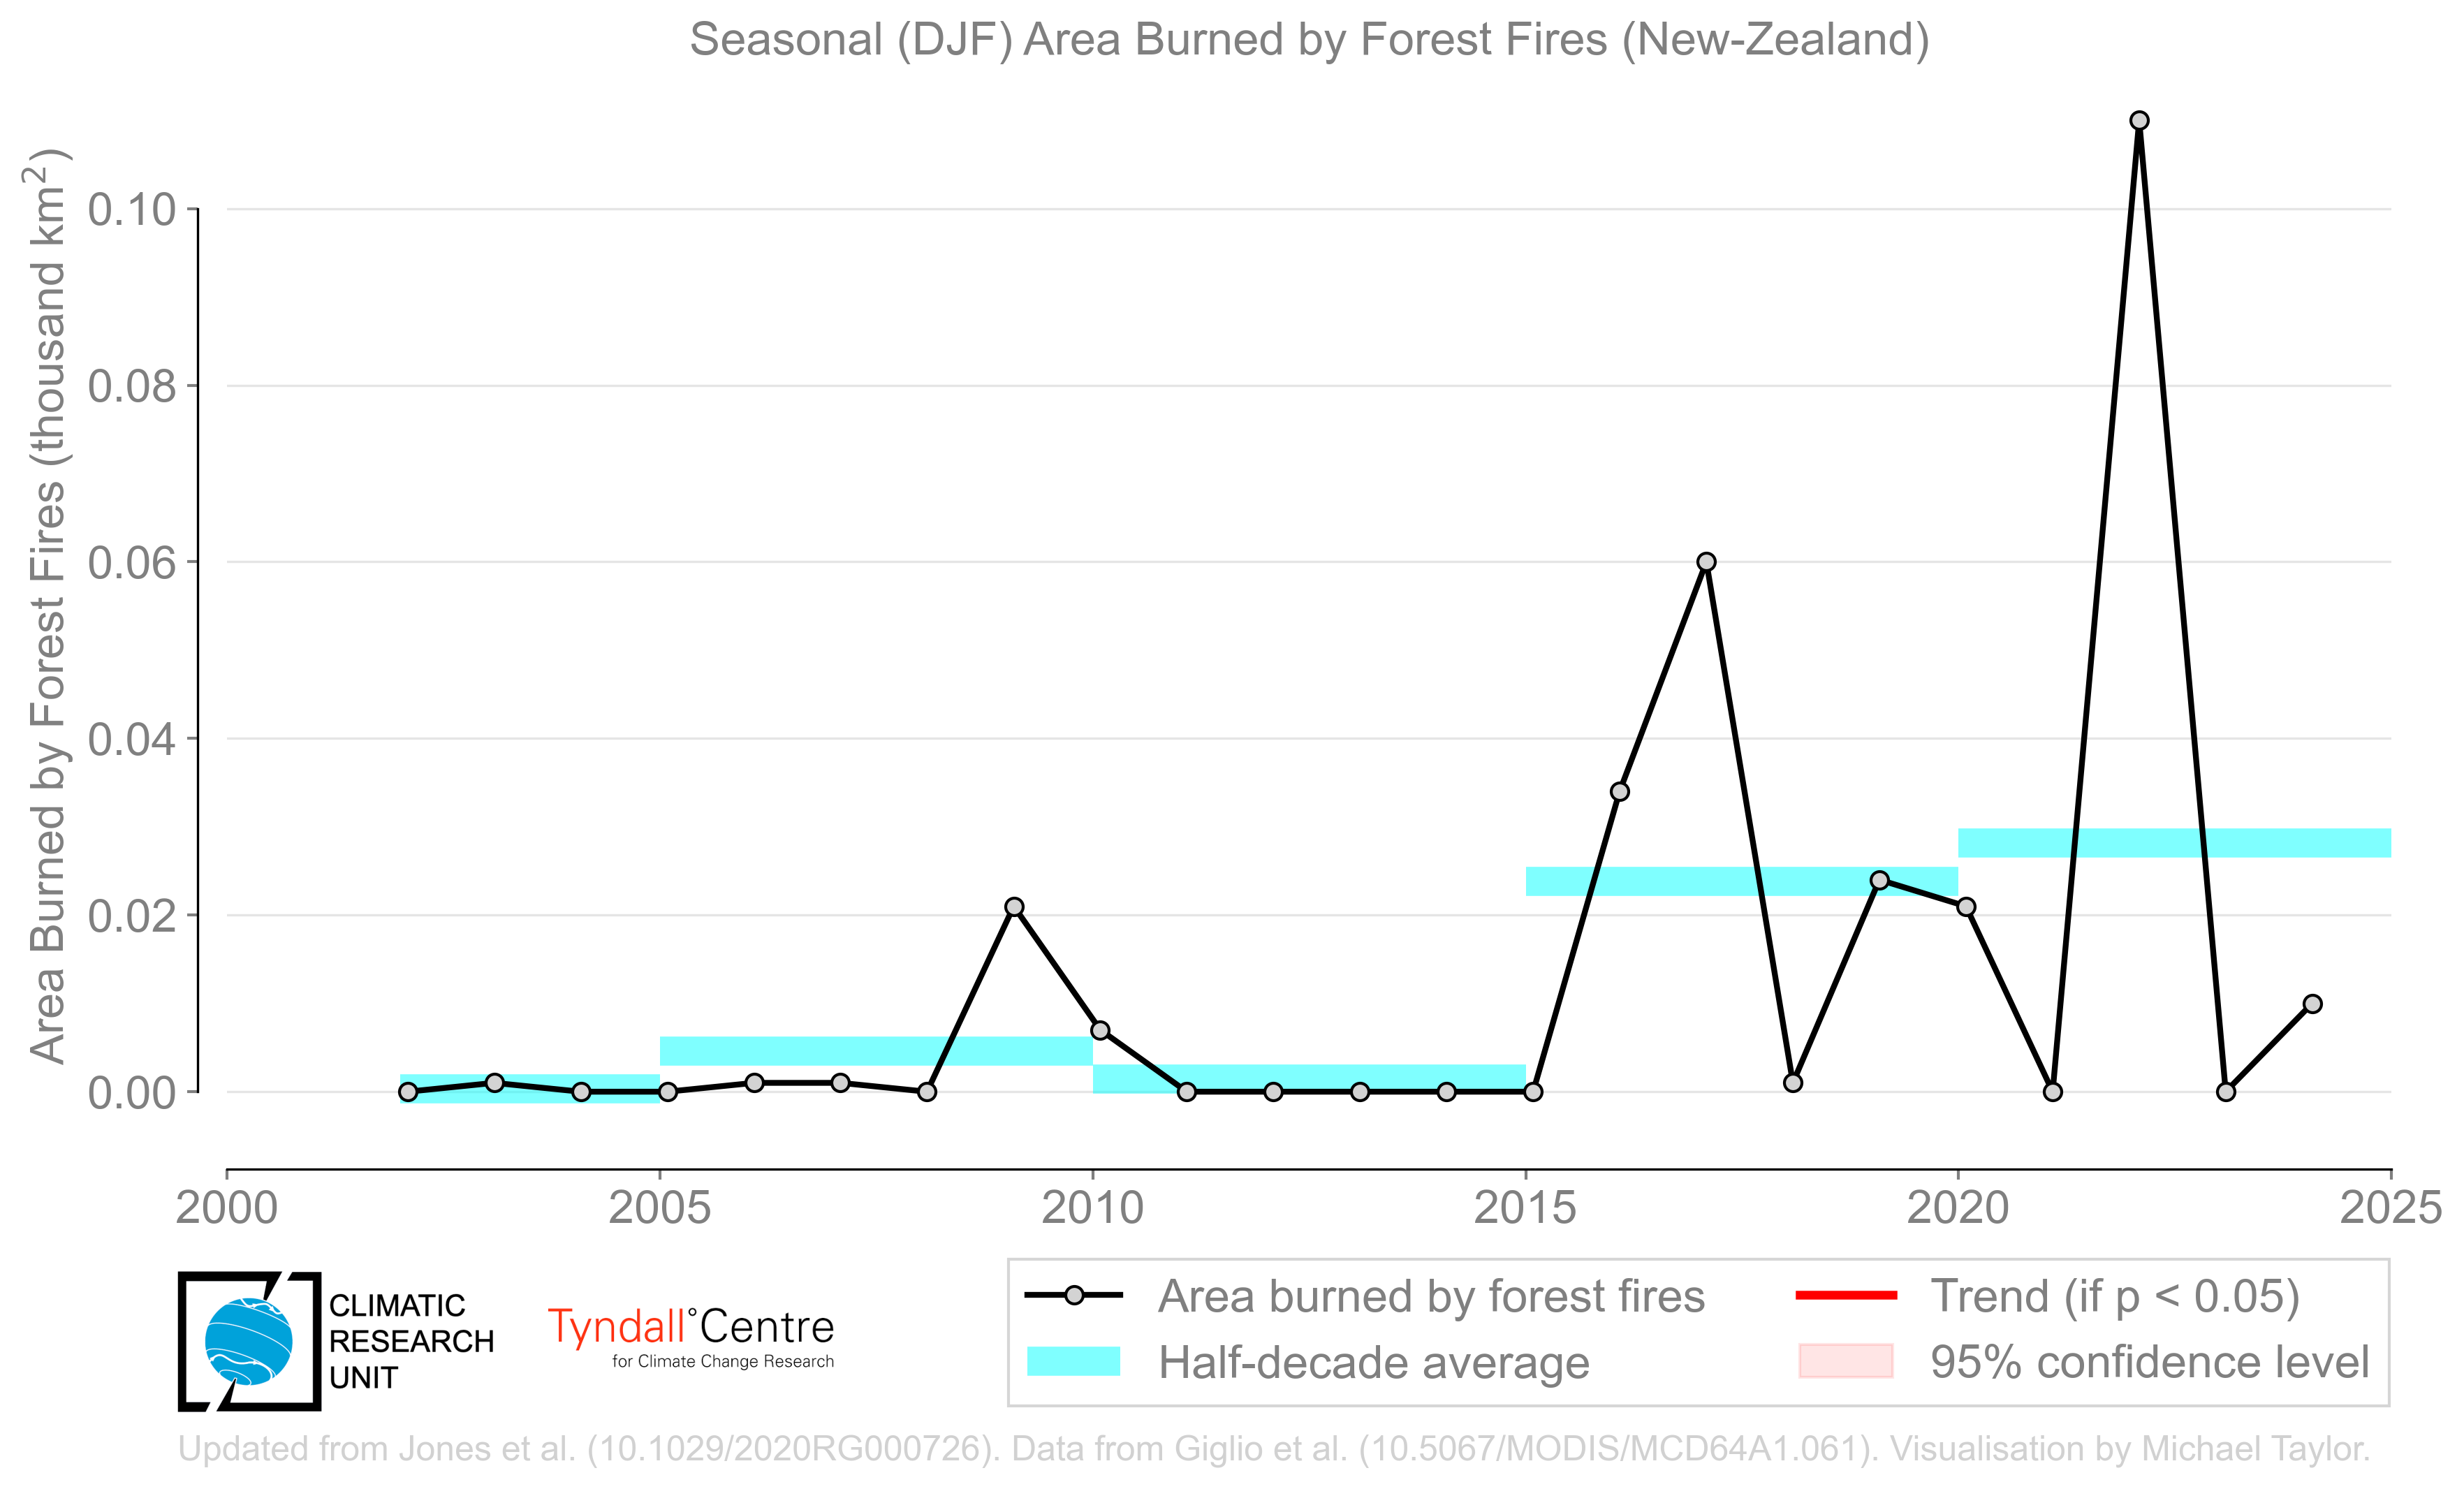 Seasonal (DJF) Area Burned by Forest Fires (New-Zealand)
Area Burned by Forest Fires (thousand km²)
0.10
0.08
0.06
0.04
0.02
0.00
2000 2005 2010 2015 2020 2025
CLIMATIC
RESEARCH
UNIT
Tyndall°Centre
for Climate Change Research
Area burned by forest fires
Half-decade average
Trend (if p < 0.05)
95% confidence level
Updated from Jones et al. (10.1029/2020RG000726). Data from Giglio et al. (10.5067/MODIS/MCD64A1.061). Visualisation by Michael Taylor.